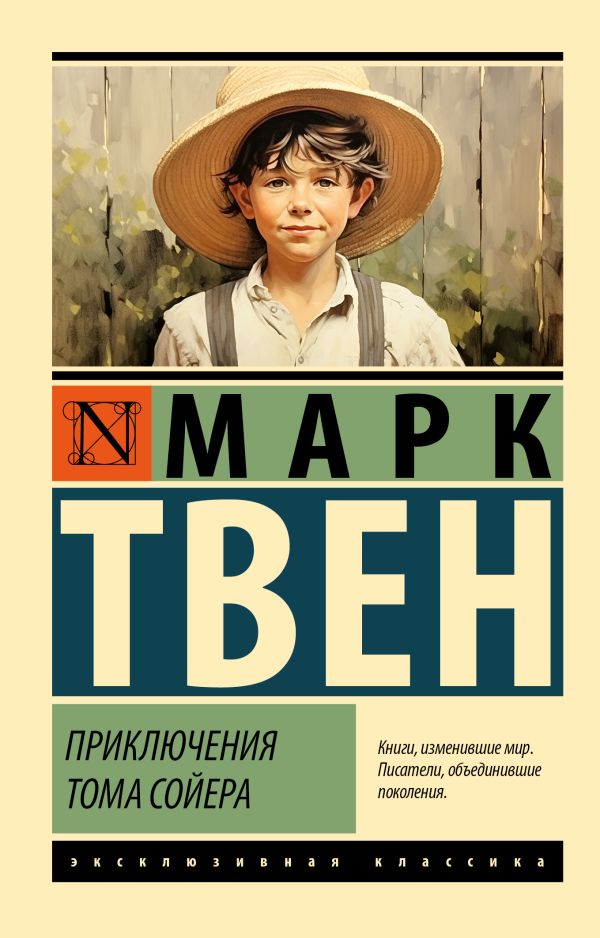 N
МАРК
ТВЕН
ПРИКЛЮЧЕНИЯ
ТОМА СОЙЕРА
Книги, изменившие мир.
Писатели, объединившие
поколения.
эксклюзивная классика